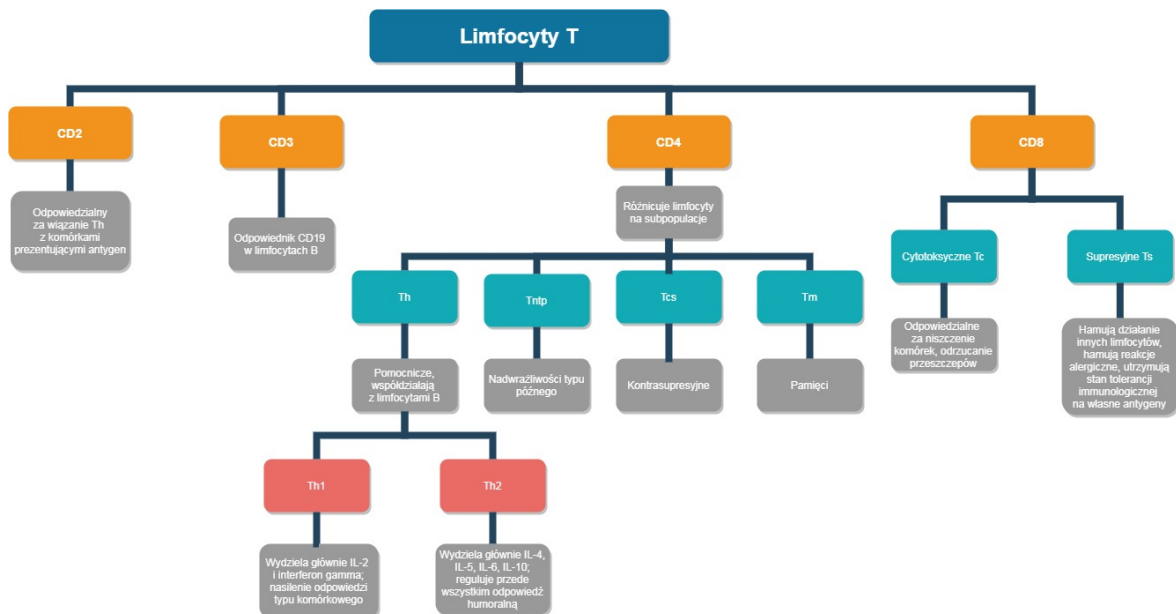 Limfocyty T
CD2
CD3
CD4
CD8
Odpowiedzialny
za wiązanie Th
z komórkami
prezentującymi antygen
Odpowiednik CD19
w limfocytach B
Różnicuje limfocyty
na subpopulacje
Cytotoksyczne Tc
Supresyjne Ts
Th
Tntp
Tcs
Tm
Odpowiedzialne
za niszczenie
komórek, odrzucanie
przeszczepów
Hamują działanie
innych limfocytów,
hamują reakcje
alergiczne, utrzymują
stan tolerancji
immunologicznej
na własne antygeny
Pomocnicze,
współdziałają
z limfocytami B
Nadwrażliwości typu
późnego
Kontrasupresyjne
Pamięci
Th1
Th2
Wydziela głównie IL-2
i interferon gamma;
nasilenie odpowiedzi
typu komórkowego
Wydziela głównie IL-4,
IL-5, IL-6, IL-10;
reguluje przede
wszystkim odpowiedź
humoralną